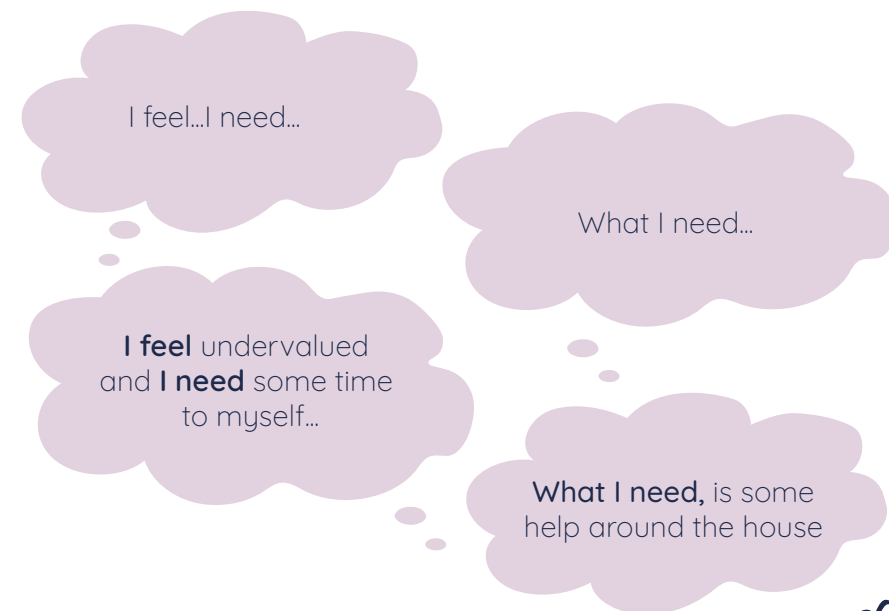 I feel...I need...
What I need...
I feel undervalued
and I need some time
to myself...
What I need, is some
help around the house